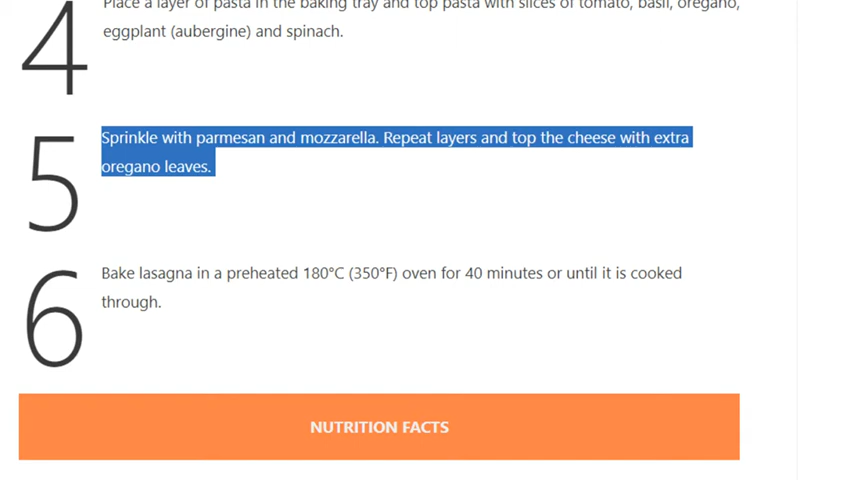 4
Place a layer of pasta in the baking tray and top pasta with slices of tomato, basil, oregano,
eggplant (aubergine) and spinach.
5
Sprinkle with parmesan and mozzarella. Repeat layers and top the cheese with extra
oregano leaves.
6
Bake lasagna in a preheated 180°C (350°F) oven for 40 minutes or until it is cooked
through.
NUTRITION FACTS